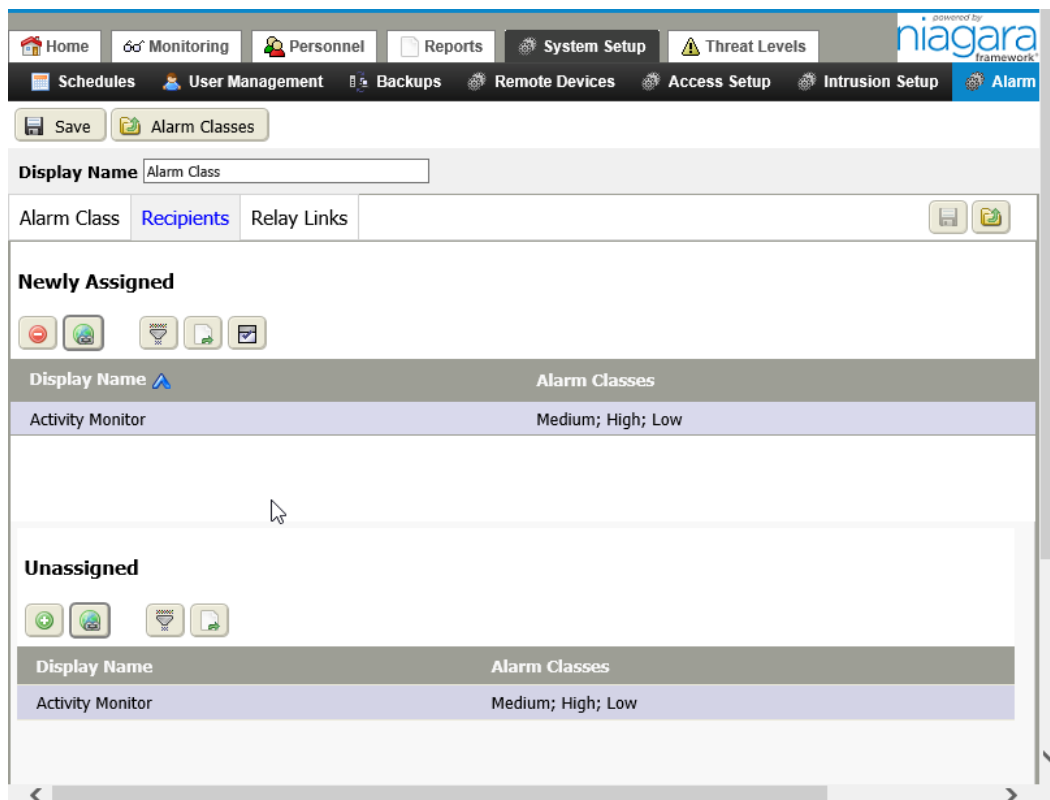 powered by
niagara
framework®
Home Monitoring Personnel Reports System Setup Threat Levels
Schedules User Management Backups Remote Devices Access Setup Intrusion Setup Alarm
Save Alarm Classes
Display Name Alarm Class
Alarm Class Recipients Relay Links
Newly Assigned
Display Name Alarm Classes
Activity Monitor Medium; High; Low
Unassigned
Display Name Alarm Classes
Activity Monitor Medium; High; Low